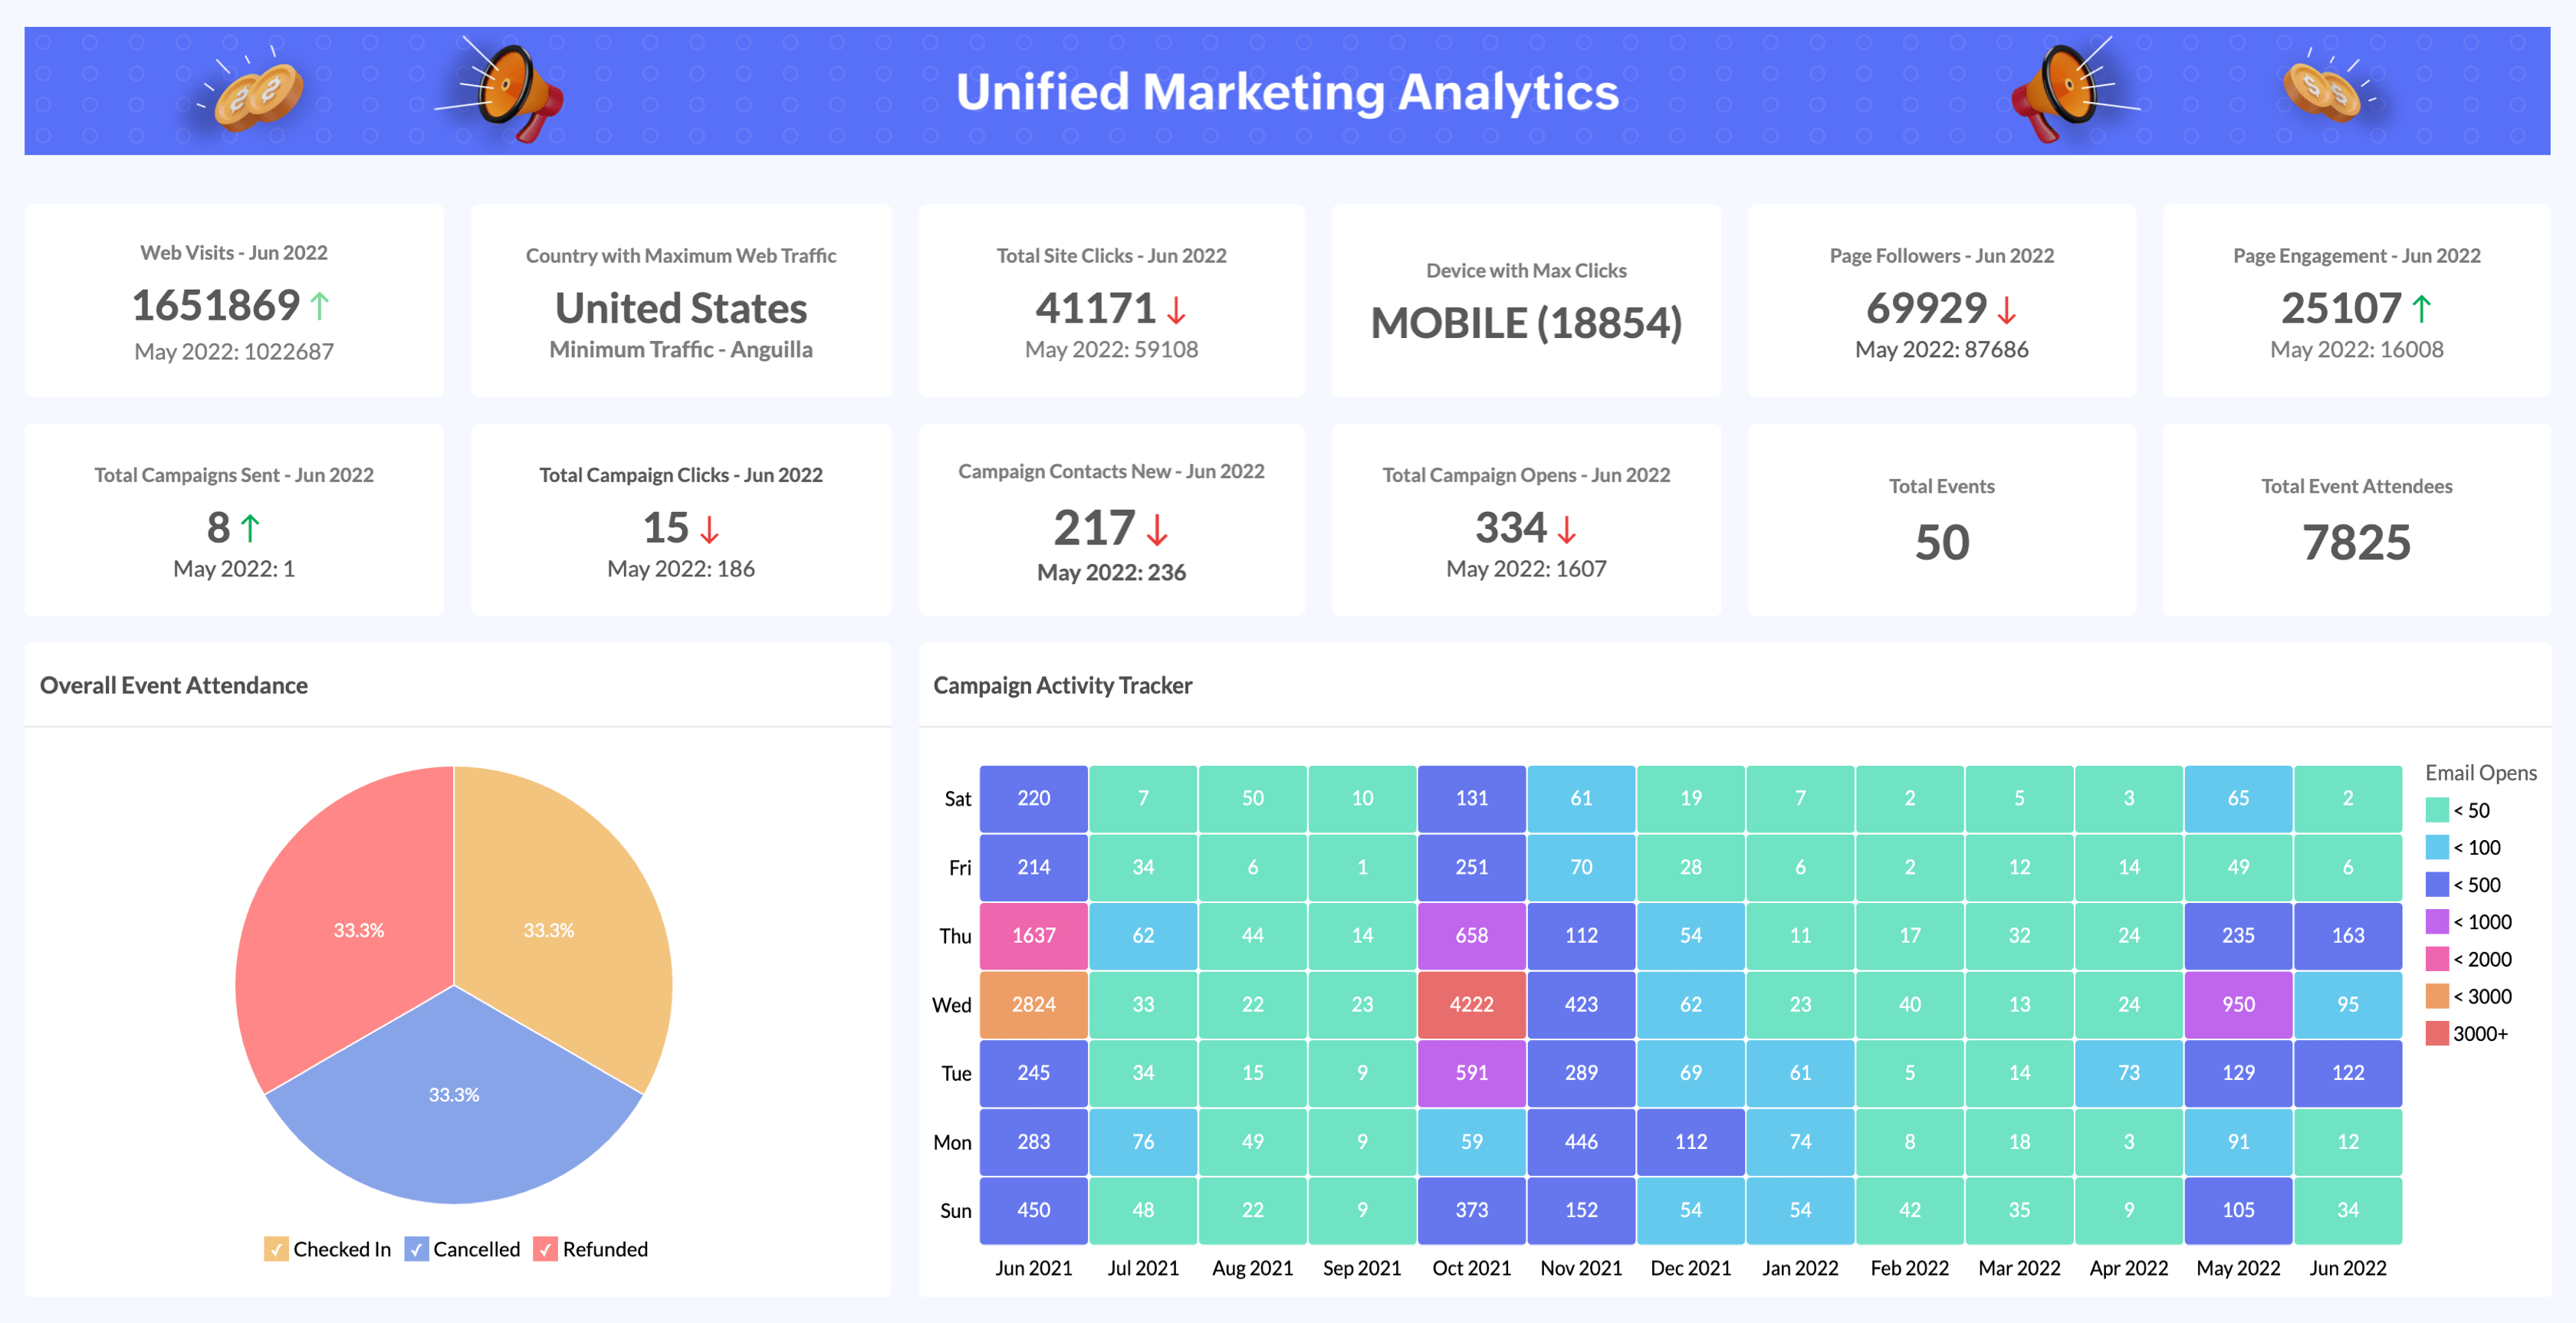 Unified Marketing Analytics
Web Visits - Jun 2022
1651869 ↑
May 2022: 1022687
Country with Maximum Web Traffic
United States
Minimum Traffic - Anguilla
Total Site Clicks - Jun 2022
41171 ↓
May 2022: 59108
Device with Max Clicks
MOBILE (18854)
Page Followers - Jun 2022
69929 ↓
May 2022: 87686
Page Engagement - Jun 2022
25107 ↑
May 2022: 16008
Total Campaigns Sent - Jun 2022
8 ↑
May 2022: 1
Total Campaign Clicks - Jun 2022
15 ↓
May 2022: 186
Campaign Contacts New - Jun 2022
217 ↓
May 2022: 236
Total Campaign Opens - Jun 2022
334 ↓
May 2022: 1607
Total Events
50
Total Event Attendees
7825
Overall Event Attendance
33.3% 33.3%
33.3%
Checked In Cancelled Refunded
Campaign Activity Tracker
Sat 220 7 50 10 131 61 19 7 2 5 3 65 2
Fri 214 34 6 1 251 70 28 6 2 12 14 49 6
Thu 1637 62 44 14 658 112 54 11 17 32 24 235 163
Wed 2824 33 22 23 4222 423 62 23 40 13 24 950 95
Tue 245 34 15 9 591 289 69 61 5 14 73 129 122
Mon 283 76 49 9 59 446 112 74 8 18 3 91 12
Sun 450 48 22 9 373 152 54 54 42 35 9 105 34
Jun 2021 Jul 2021 Aug 2021 Sep 2021 Oct 2021 Nov 2021 Dec 2021 Jan 2022 Feb 2022 Mar 2022 Apr 2022 May 2022 Jun 2022
Email Opens
< 50
< 100
< 500
< 1000
< 2000
< 3000
3000+